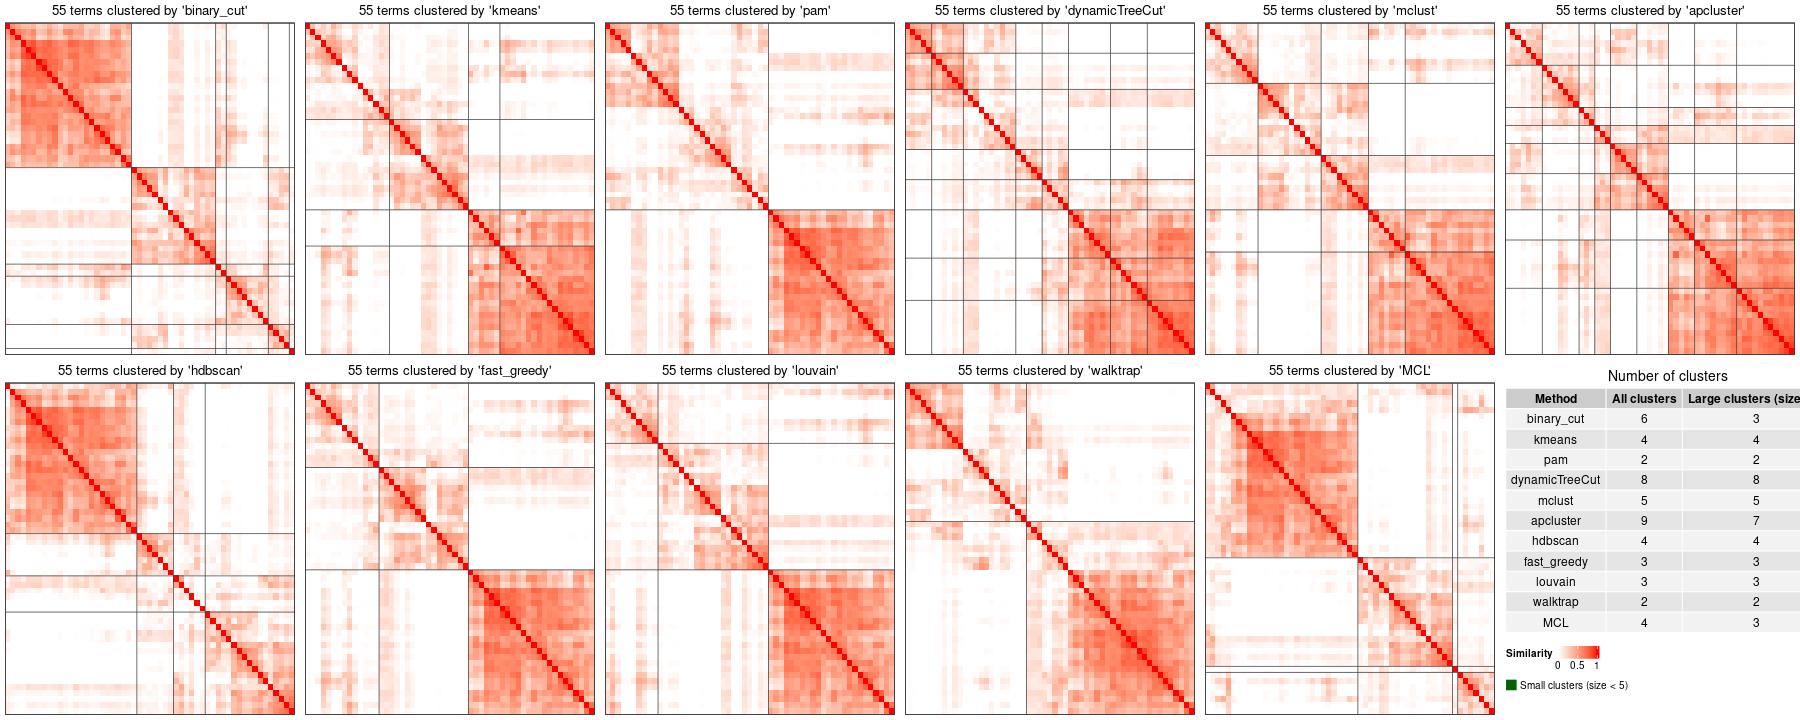 55 terms clustered by 'binary_cut'
55 terms clustered by 'kmeans'
55 terms clustered by 'pam'
55 terms clustered by 'dynamicTreeCut'
55 terms clustered by 'mclust'
55 terms clustered by 'apcluster'
55 terms clustered by 'hdbscan'
55 terms clustered by 'fast_greedy'
55 terms clustered by 'louvain'
55 terms clustered by 'walktrap'
55 terms clustered by 'MCL'
Number of clusters
Method All clusters Large clusters (size
binary_cut 6 3
kmeans 4 4
pam 2 2
dynamicTreeCut 8 8
mclust 5 5
apcluster 9 7
hdbscan 4 4
fast_greedy 3 3
louvain 3 3
walktrap 2 2
MCL 4 3
Similarity
0 0.5 1
Small clusters (size < 5)